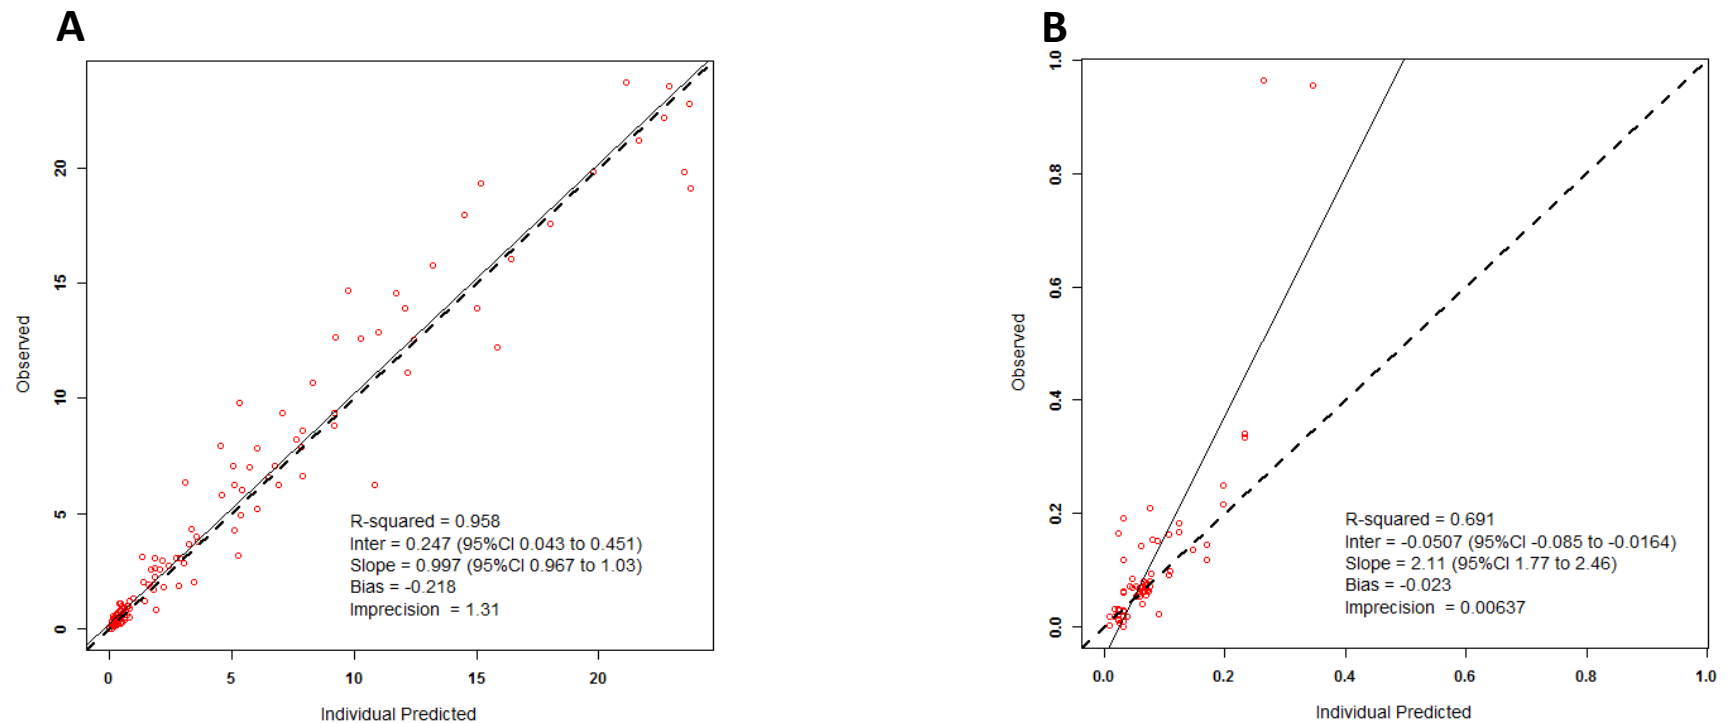 A
20
15
10
5
0
Observed
R-squared = 0.958
Inter = 0.247 (95%CI 0.043 to 0.451)
Slope = 0.997 (95%CI 0.967 to 1.03)
Bias = -0.218
Imprecision = 1.31
0 5 10 15 20
Individual Predicted
B
1.0
0.8
0.6
0.4
0.2
0.0
Observed
R-squared = 0.691
Inter = -0.0507 (95%CI -0.085 to -0.0164)
Slope = 2.11 (95%CI 1.77 to 2.46)
Bias = -0.023
Imprecision = 0.00637
0.0 0.2 0.4 0.6 0.8 1.0
Individual Predicted